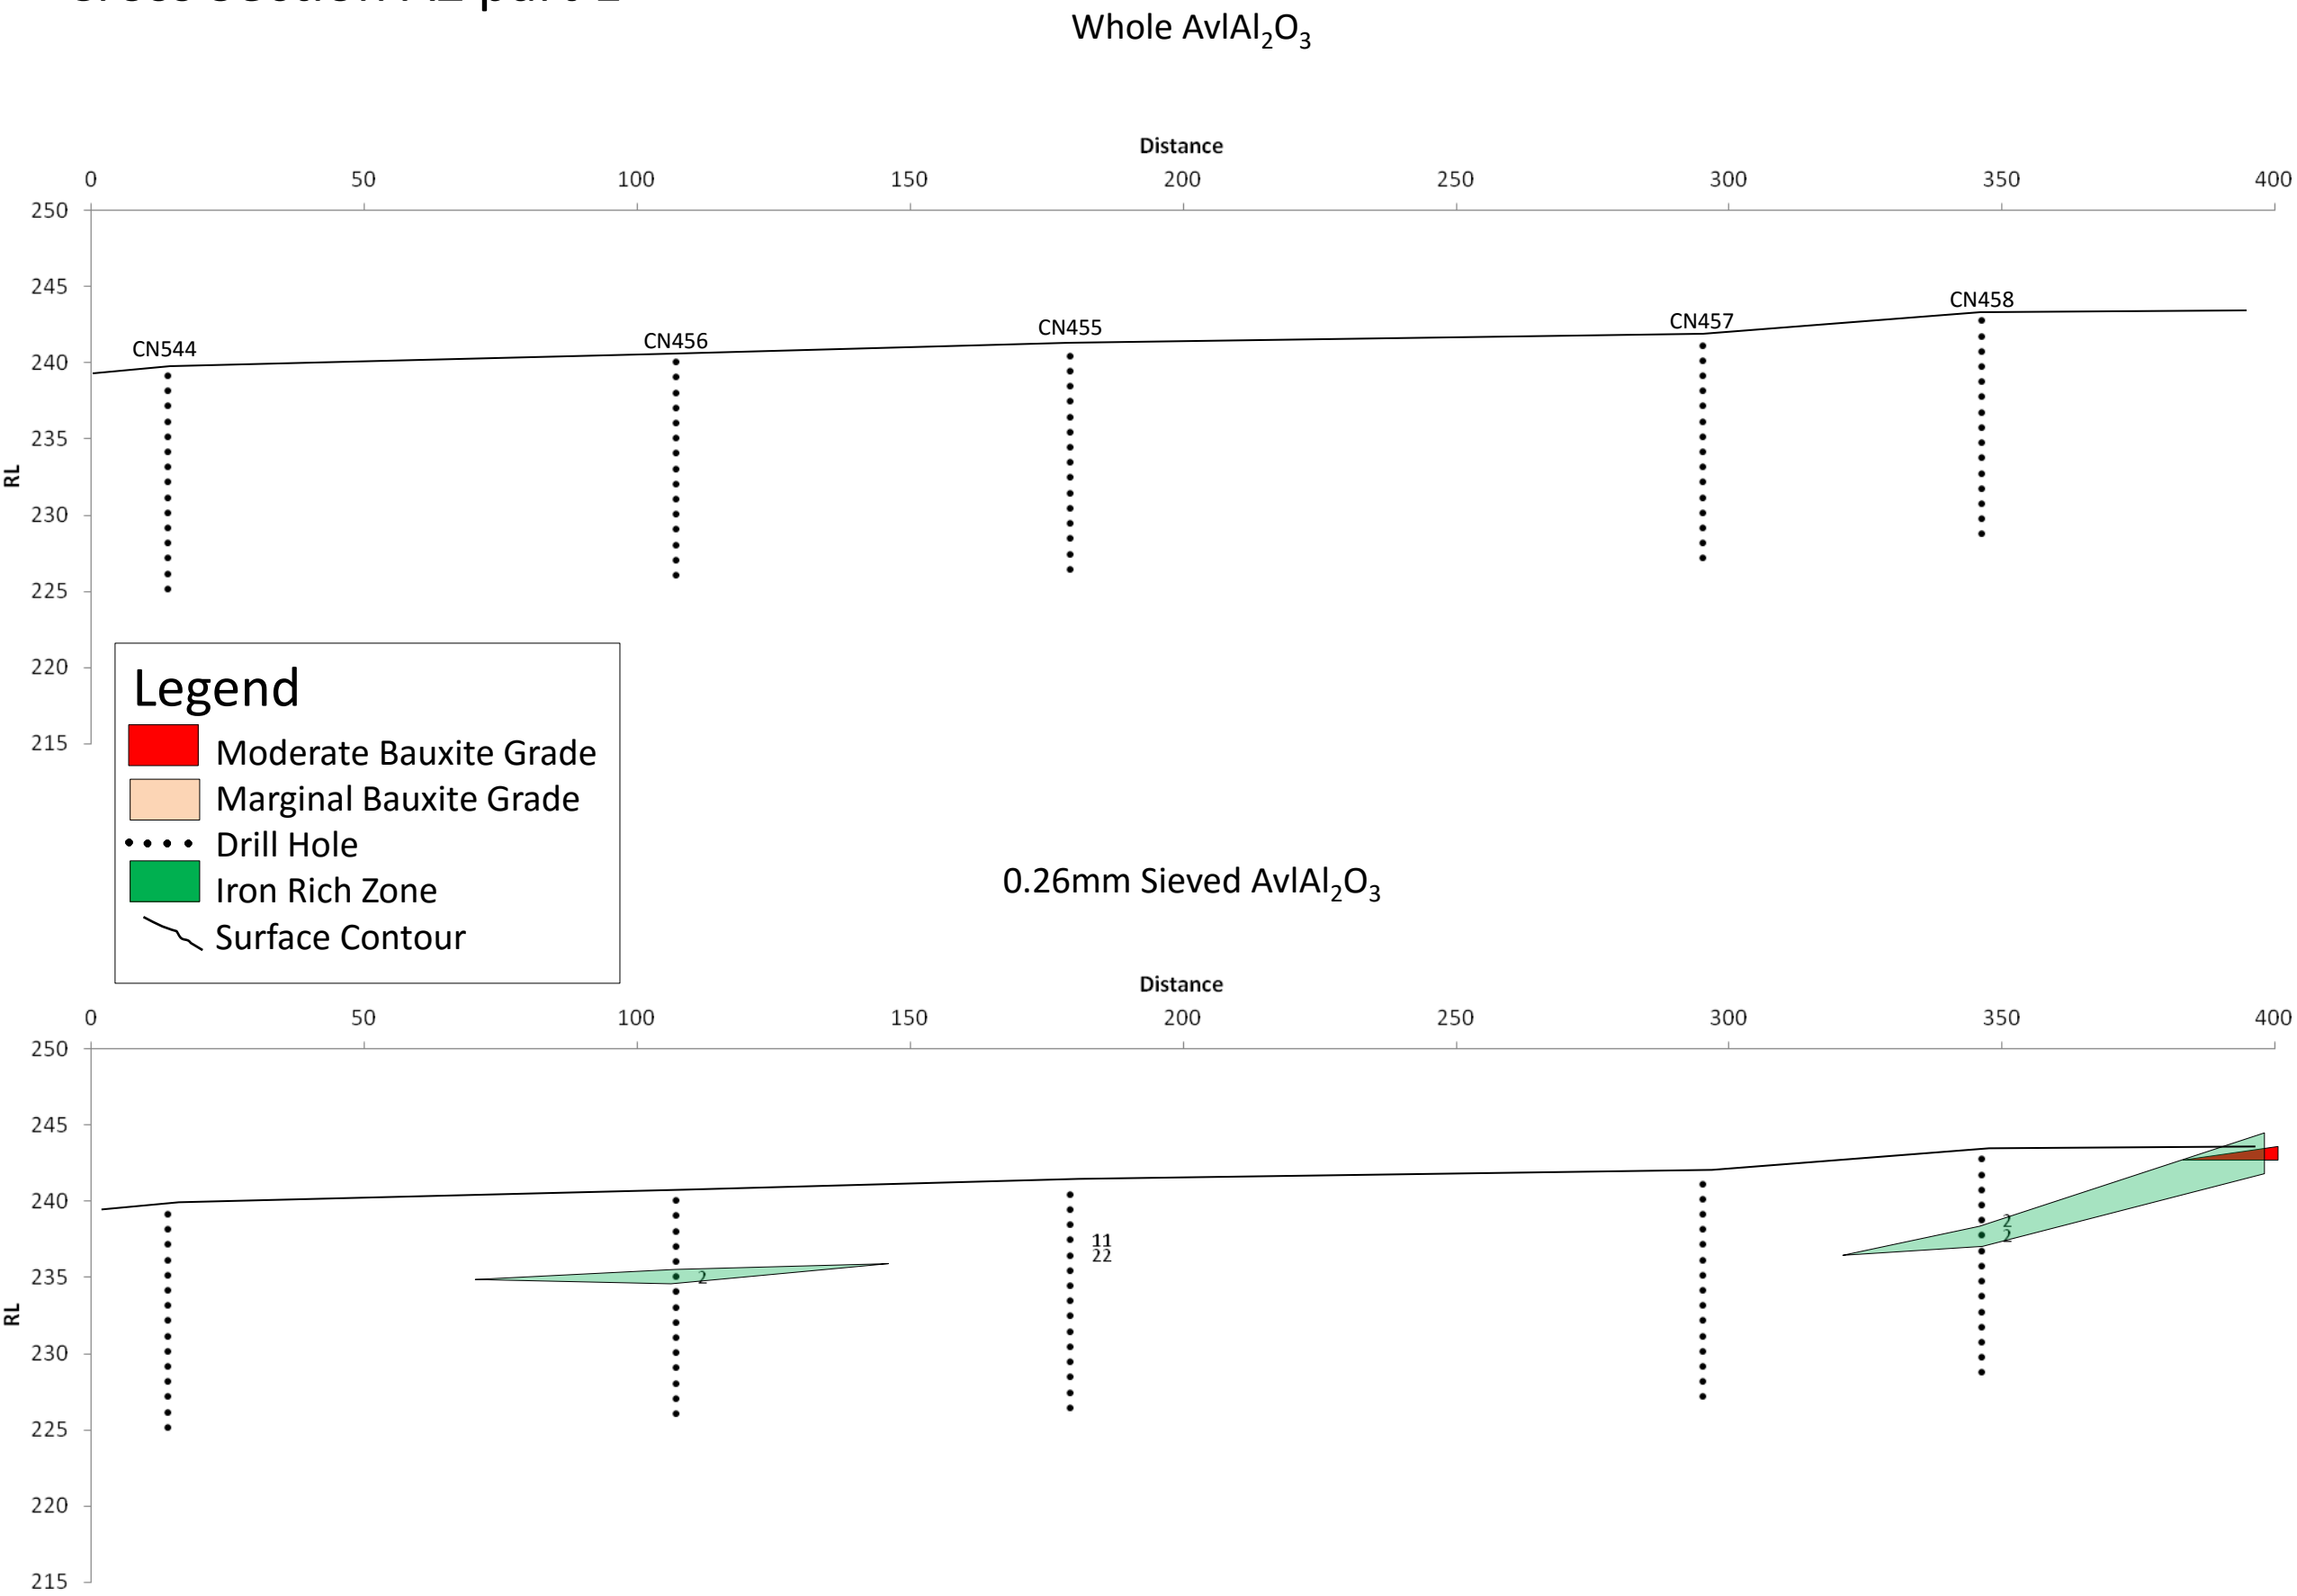 Whole AvlAl2O3
Distance
0 50 100 150 200 250 300 350 400
250
245
240
235
230
225
220
215
RL
CN544
CN456
CN455
CN457
CN458
Legend
Moderate Bauxite Grade
Marginal Bauxite Grade
Drill Hole
Iron Rich Zone
Surface Contour
0.26mm Sieved AvlAl2O3
Distance
0 50 100 150 200 250 300 350 400
250
245
240
235
230
225
220
215
RL
2
11
22
2
2